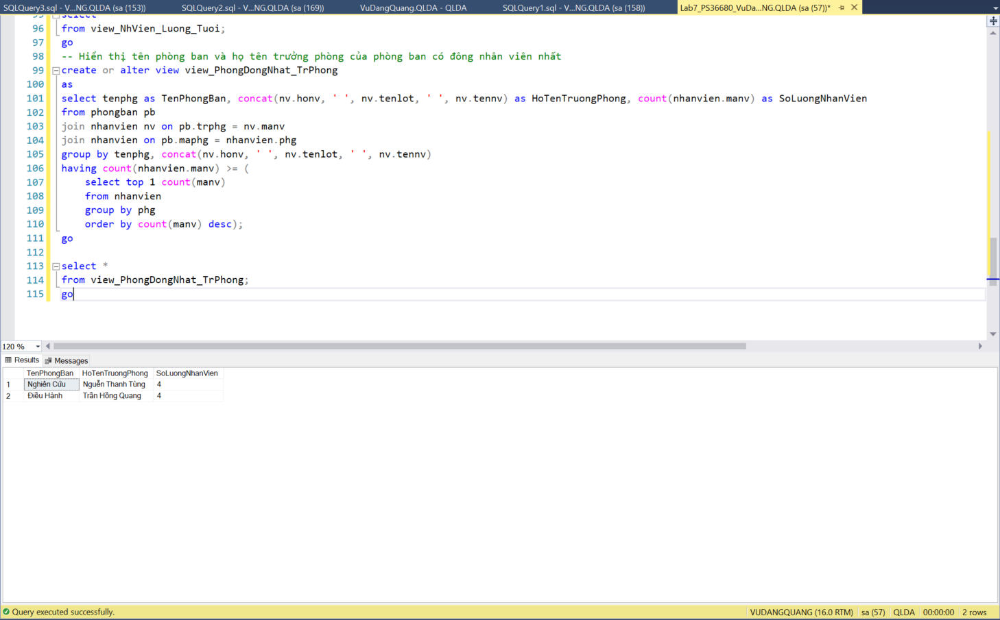 SQLQuery3.sql - V...NG.QLDA (sa (153))
SQLQuery2.sql - V...NG.QLDA (sa (169))
VuDangQuang.QLDA - QLDA
SQLQuery1.sql - V...NG.QLDA (sa (158))
Lab7_PS36680_VuDa...NG.QLDA (sa (57))*
95 select *
96 from view_NhVien_Luong_Tuoi;
97 go
98 -- Hiển thị tên phòng ban và họ tên trưởng phòng của phòng ban có đông nhân viên nhất
99 create or alter view view_PhongDongNhat_TrPhong
100 as
101 select tenphg as TenPhongBan, concat(nv.honv, ' ', nv.tenlot, ' ', nv.tennv) as HoTenTruongPhong, count(nhanvien.manv) as SoLuongNhanVien
102 from phongban pb
103 join nhanvien nv on pb.trphg = nv.manv
104 join nhanvien on pb.maphg = nhanvien.phg
105 group by tenphg, concat(nv.honv, ' ', nv.tenlot, ' ', nv.tennv)
106 having count(nhanvien.manv) >= (
107 select top 1 count(manv)
108 from nhanvien
109 group by phg
110 order by count(manv) desc);
111 go
112
113 select *
114 from view_PhongDongNhat_TrPhong;
115 go
120 %
Results Messages
TenPhongBan HoTenTruongPhong SoLuongNhanVien
1 Nghiên Cứu Nguễn Thanh Tùng 4
2 Điều Hành Trần Hồng Quang 4
Query executed successfully.
VUDANGQUANG (16.0 RTM) sa (57) QLDA 00:00:00 2 rows